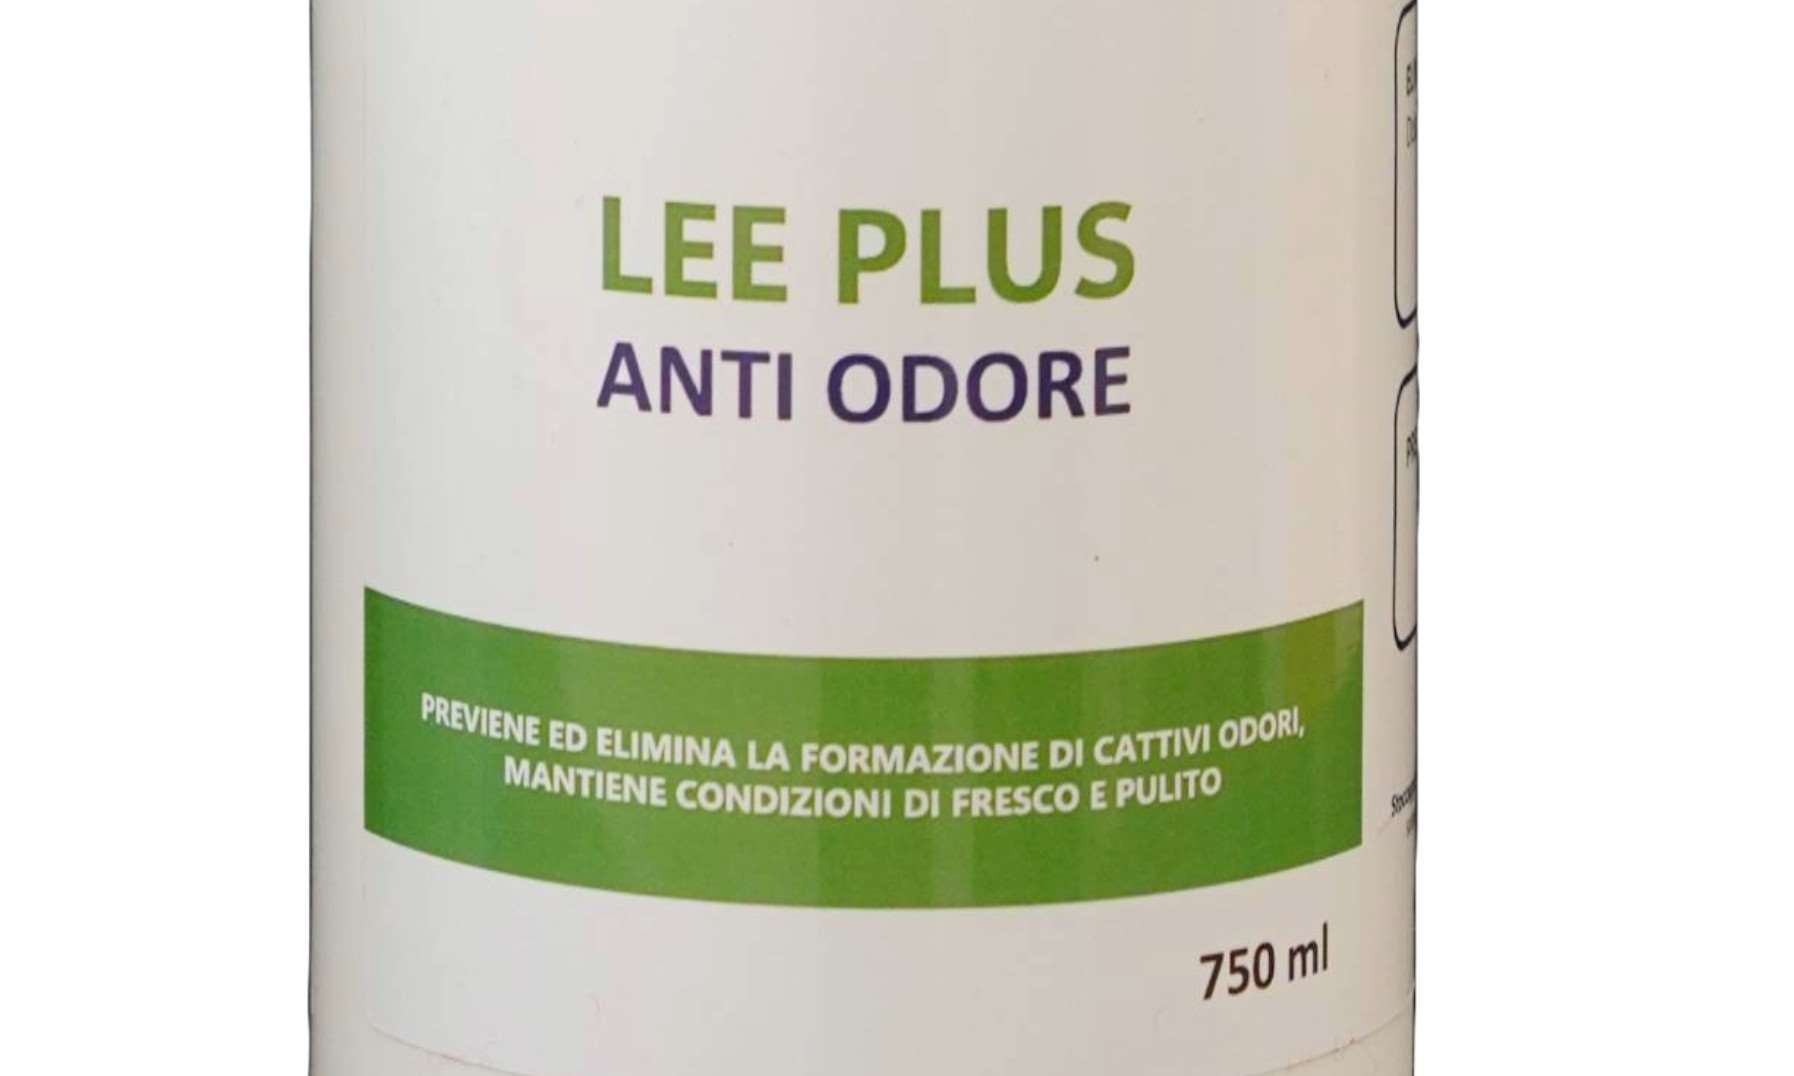 LEE PLUS
ANTI ODORE
PREVIENE ED ELIMINA LA FORMAZIONE DI CATTIVI ODORI,
MANTIENE CONDIZIONI DI FRESCO E PULITO
750 ml